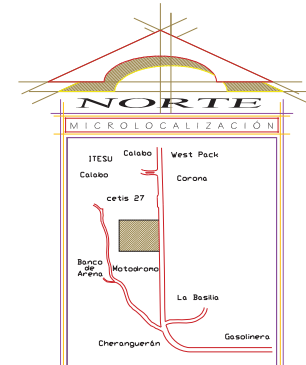 NORTE
MICROLOCALIZACIÓN
ITESU
Calabo
West Pack
Calabo
Corona
cetis 27
Banco
de
Arena
Motodromo
La Basilia
Cheranguerán
Gasolinera